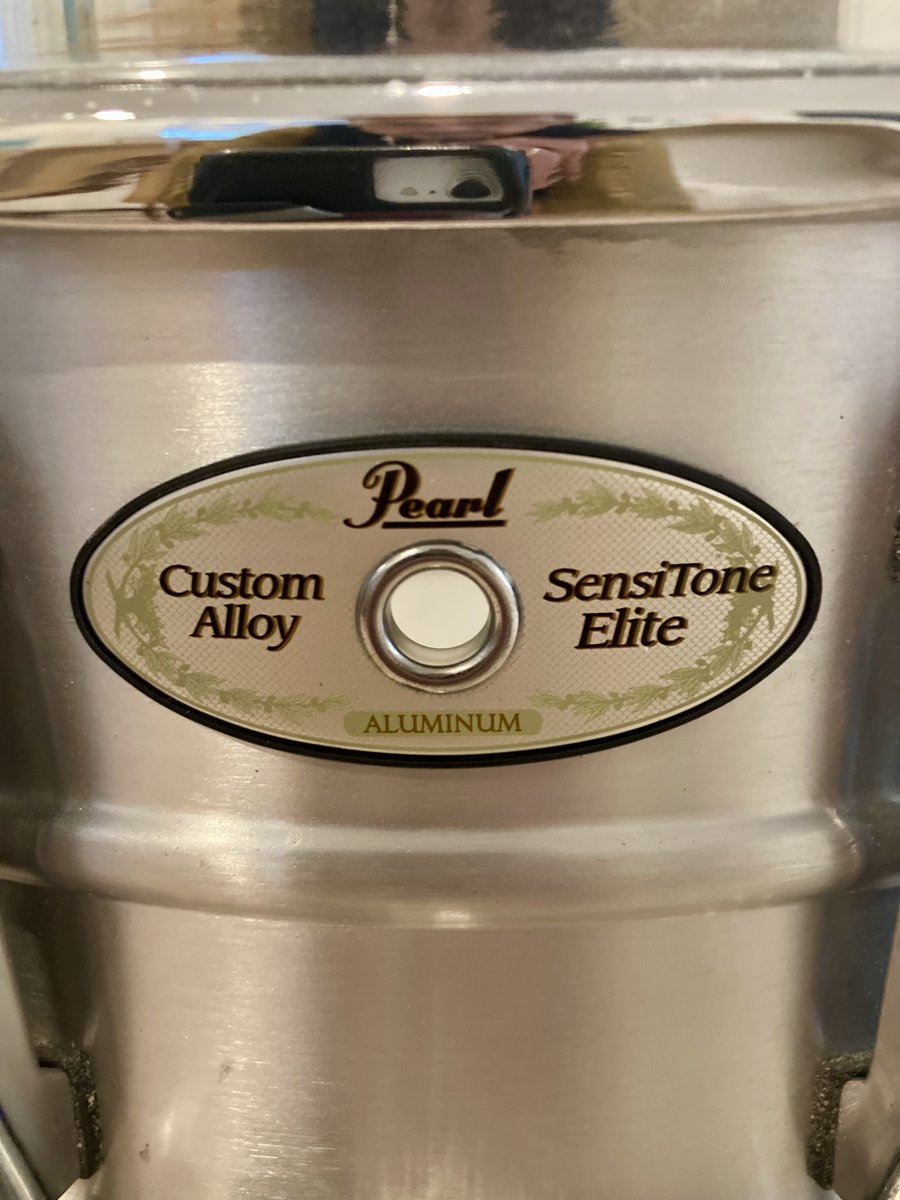 Pearl
Custom
Alloy
SensiTone
Elite
ALUMINUM